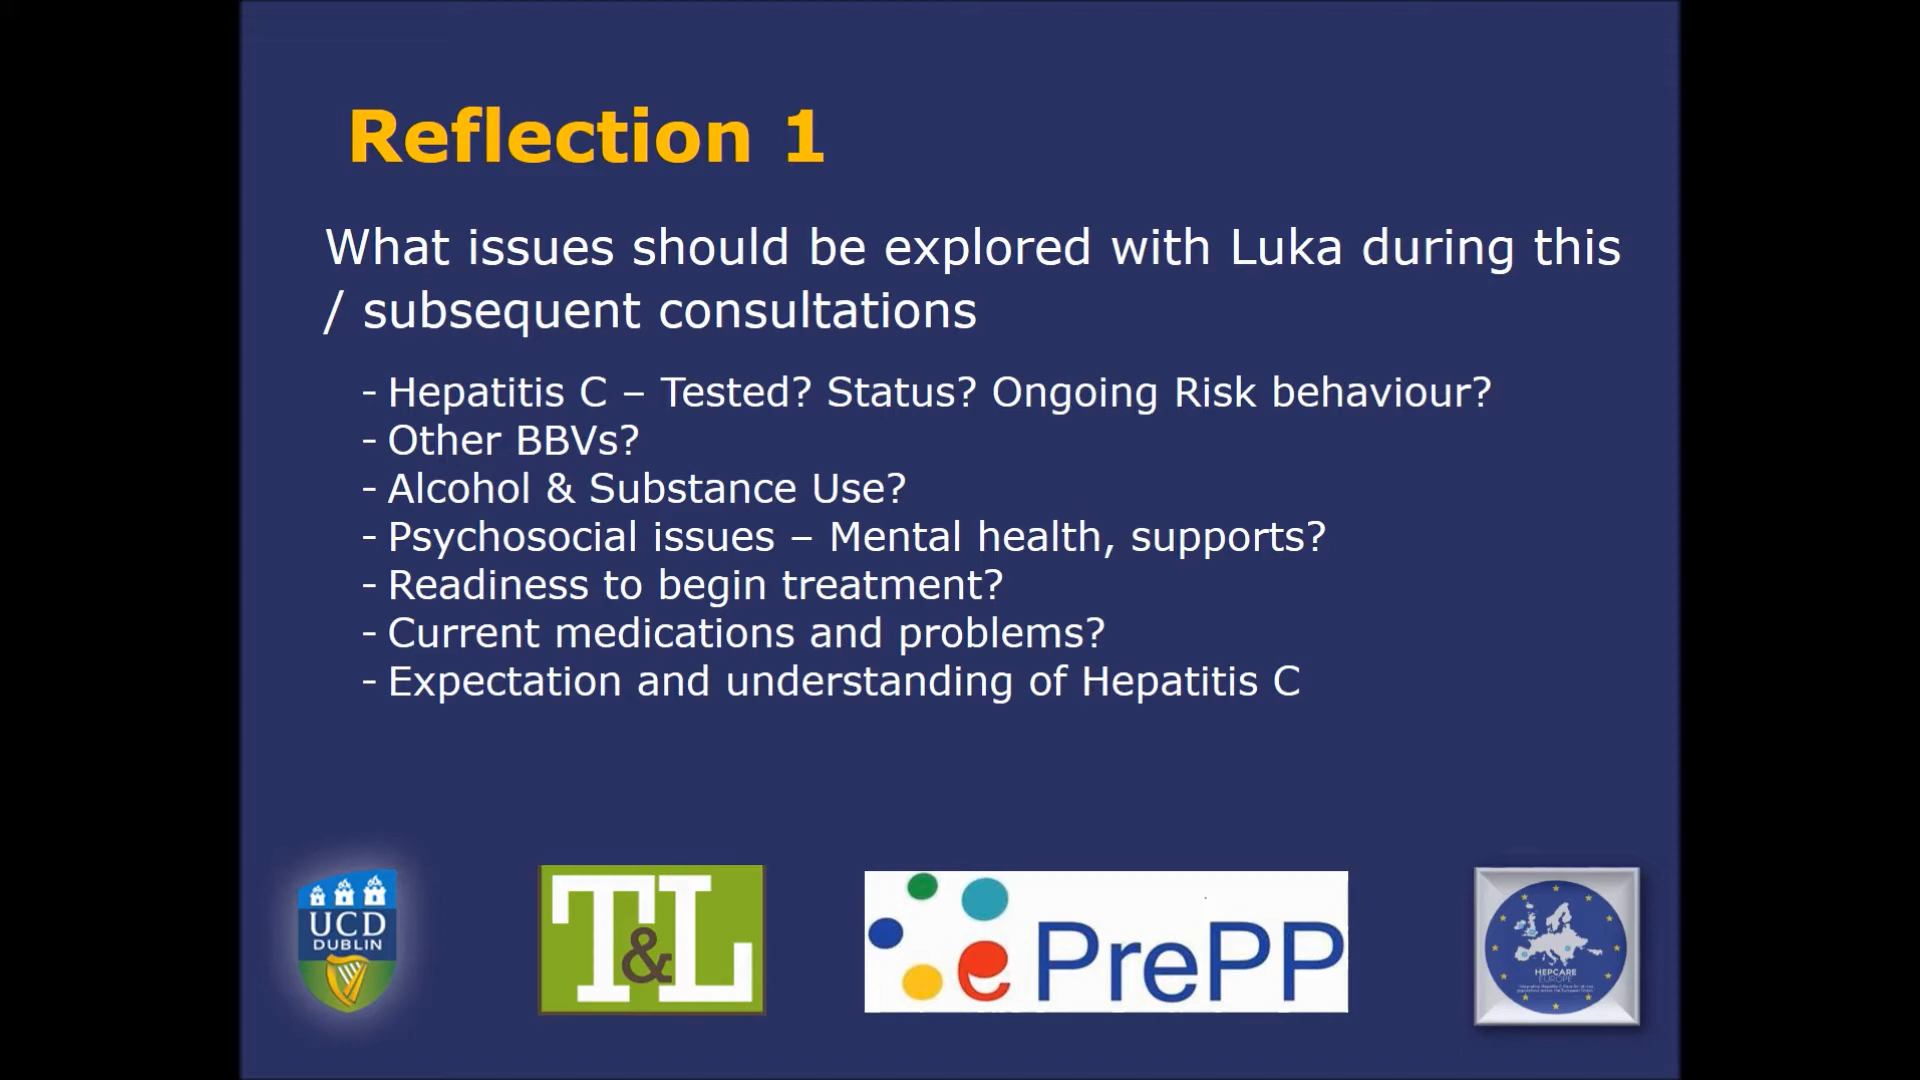 Reflection 1
What issues should be explored with Luka during this
/ subsequent consultations
- Hepatitis C – Tested? Status? Ongoing Risk behaviour?
- Other BBVs?
- Alcohol & Substance Use?
- Psychosocial issues – Mental health, supports?
- Readiness to begin treatment?
- Current medications and problems?
- Expectation and understanding of Hepatitis C
UCD
DUBLIN
T&L
ePrePP
HEPCARE
EUROPE